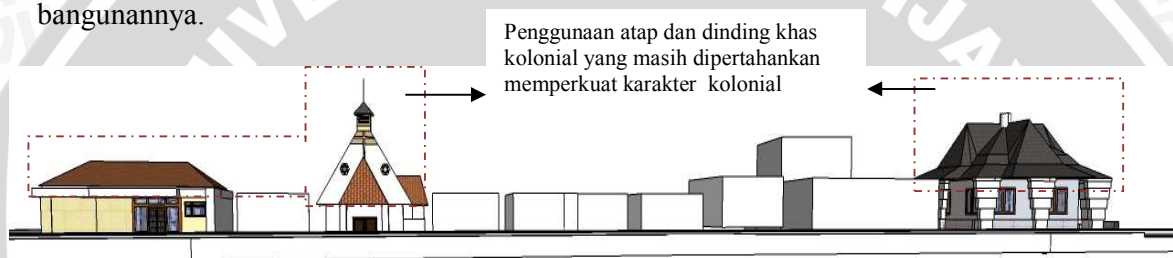 bangunannya.
Penggunaan atap dan dinding khas
kolonial yang masih dipertahankan
memperkuat karakter kolonial